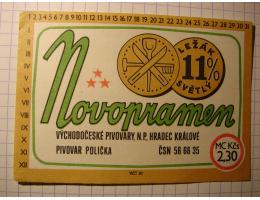 1 2 3 4 5 6 7 8 9 10 11 12 13 14 15 16 17 18 19 20 21 22 23 24 25 26 27 28 29 30 31
I
II
III
IV
V
VI
VII
VIII
IX
X
XI
XII
LEŽÁK
11%
SVĚTLÝ
Novopramen
VÝCHODOČESKÉ PIVOVARY, N.P., HRADEC KRÁLOVÉ
PIVOVAR POLIČKA
ČSN 56 66 35
MC Kčs
2,30